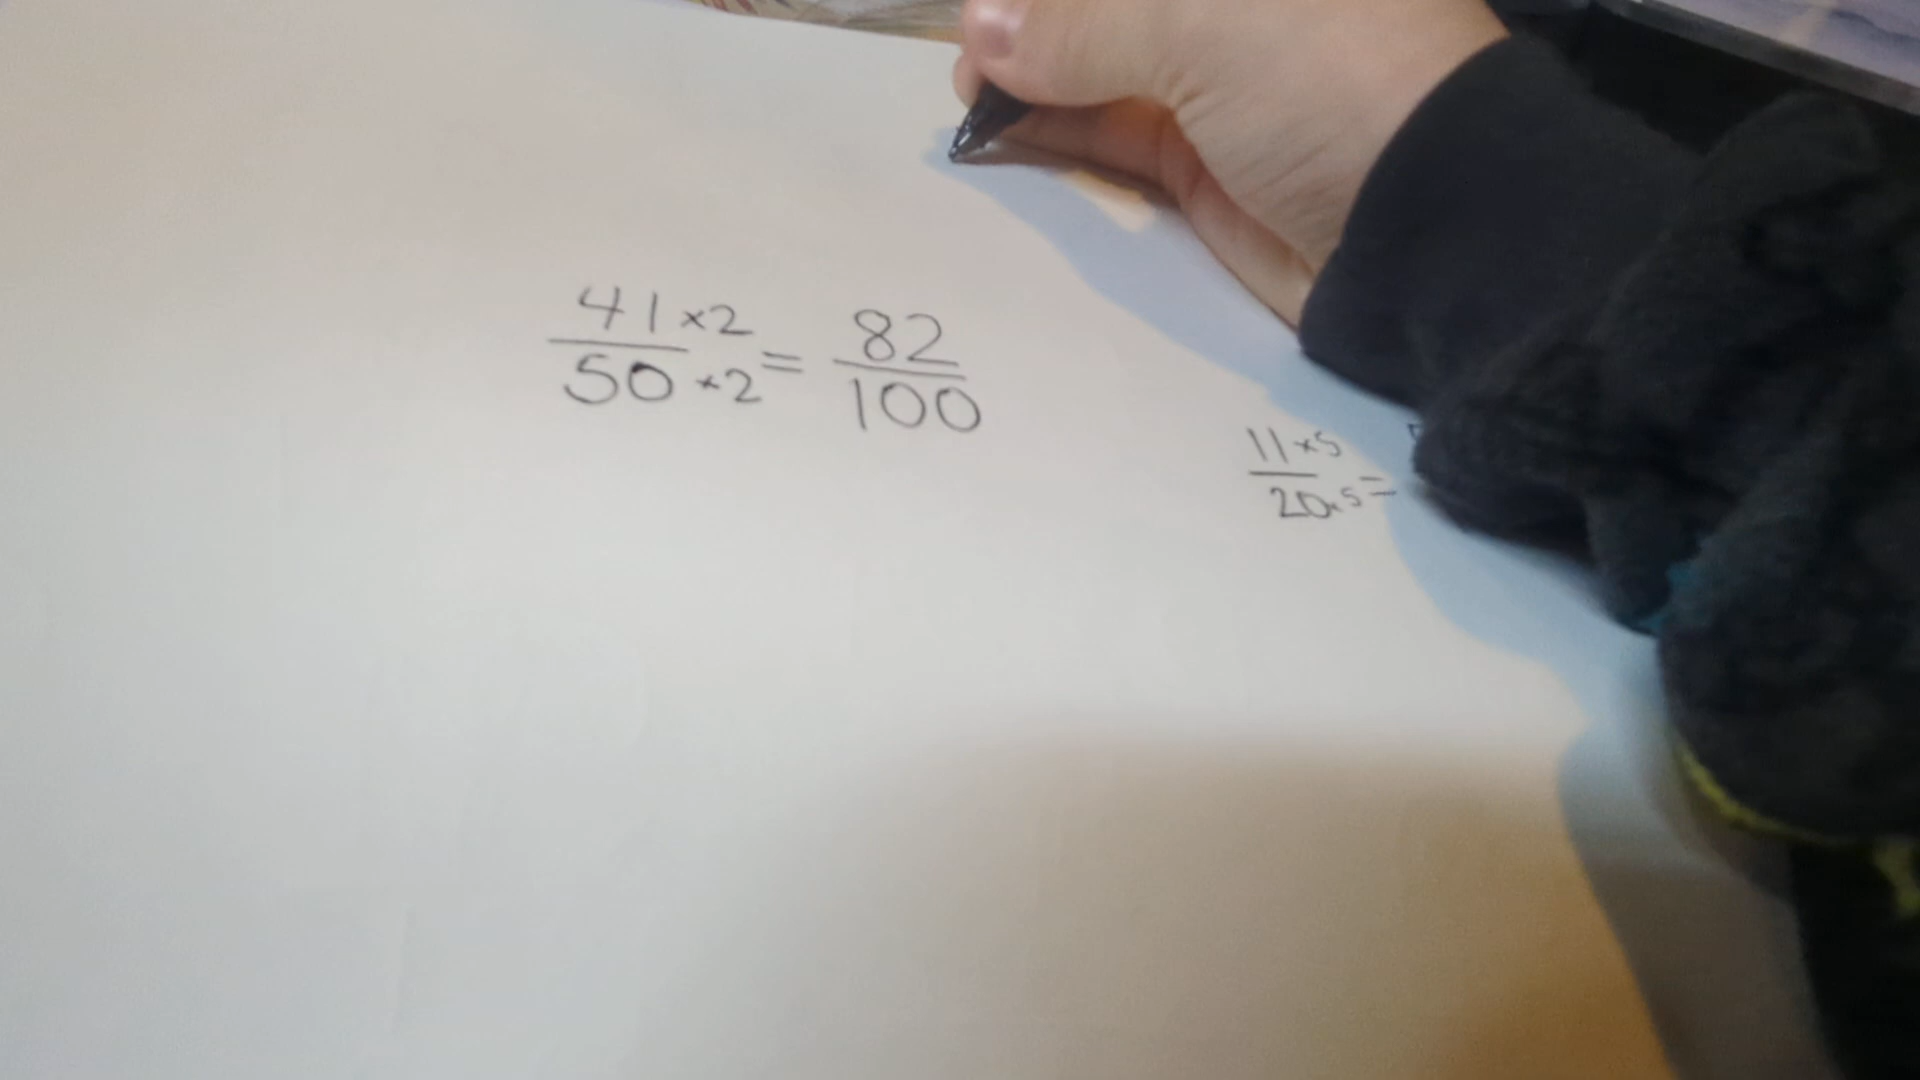 41×2
50×2 = 82
100
11×5
20×5 =